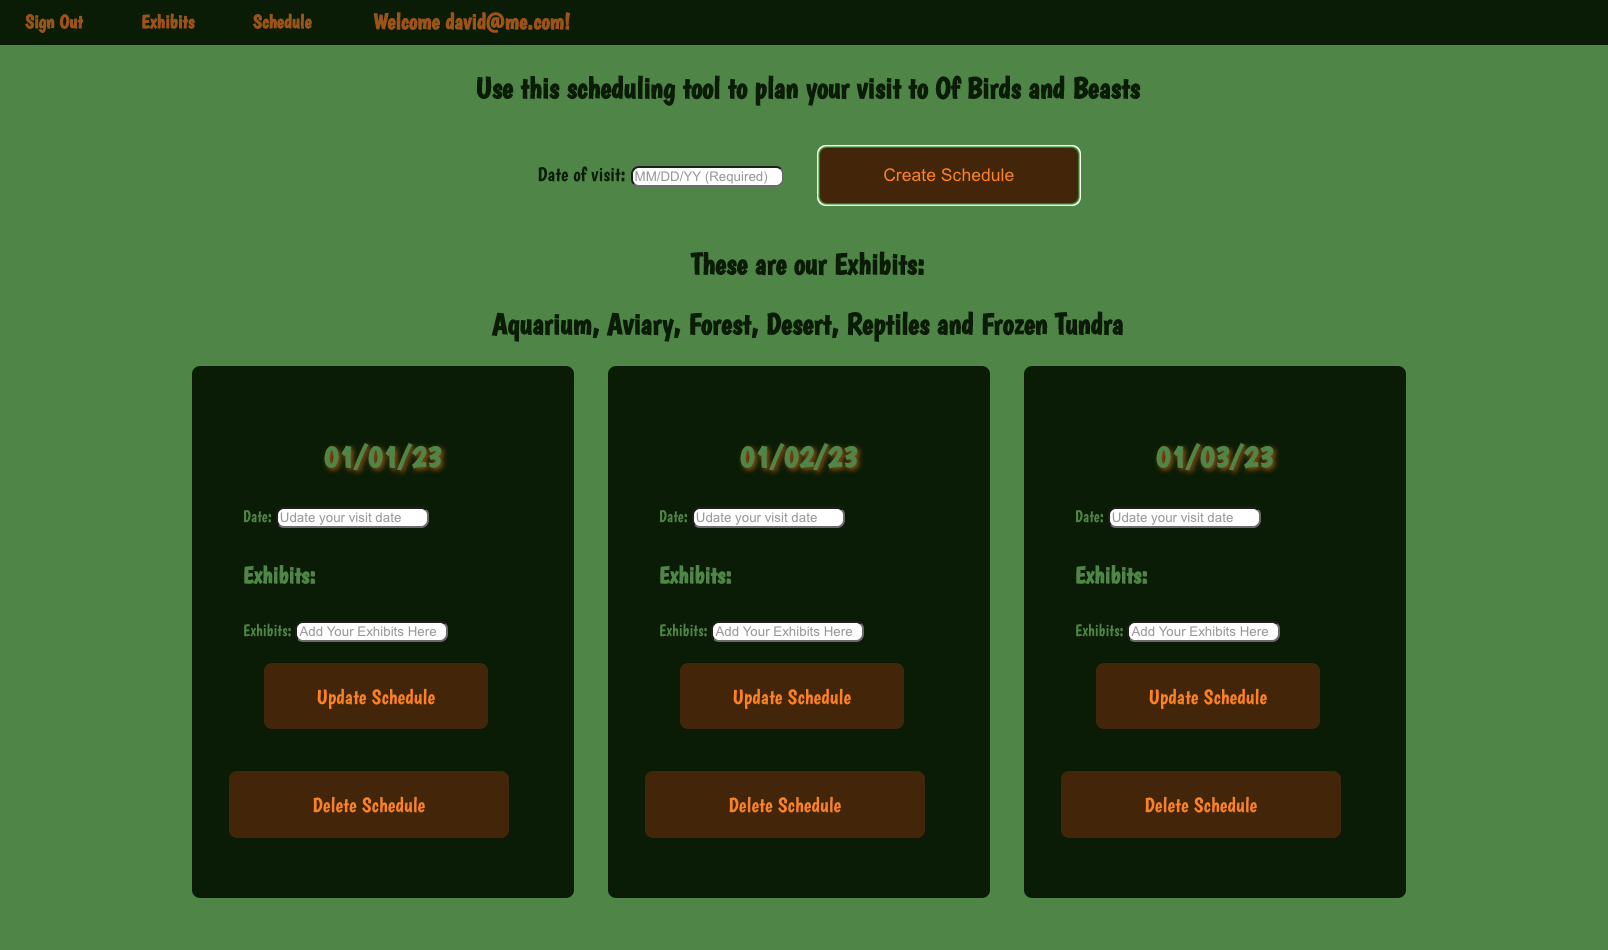 Sign Out Exhibits Schedule Welcome david@me.com!
Use this scheduling tool to plan your visit to Of Birds and Beasts
Date of visit: MM/DD/YY (Required) Create Schedule
These are our Exhibits:
Aquarium, Aviary, Forest, Desert, Reptiles and Frozen Tundra
01/01/23
Date: Udate your visit date
Exhibits:
Exhibits: Add Your Exhibits Here
Update Schedule
Delete Schedule
01/02/23
Date: Udate your visit date
Exhibits:
Exhibits: Add Your Exhibits Here
Update Schedule
Delete Schedule
01/03/23
Date: Udate your visit date
Exhibits:
Exhibits: Add Your Exhibits Here
Update Schedule
Delete Schedule